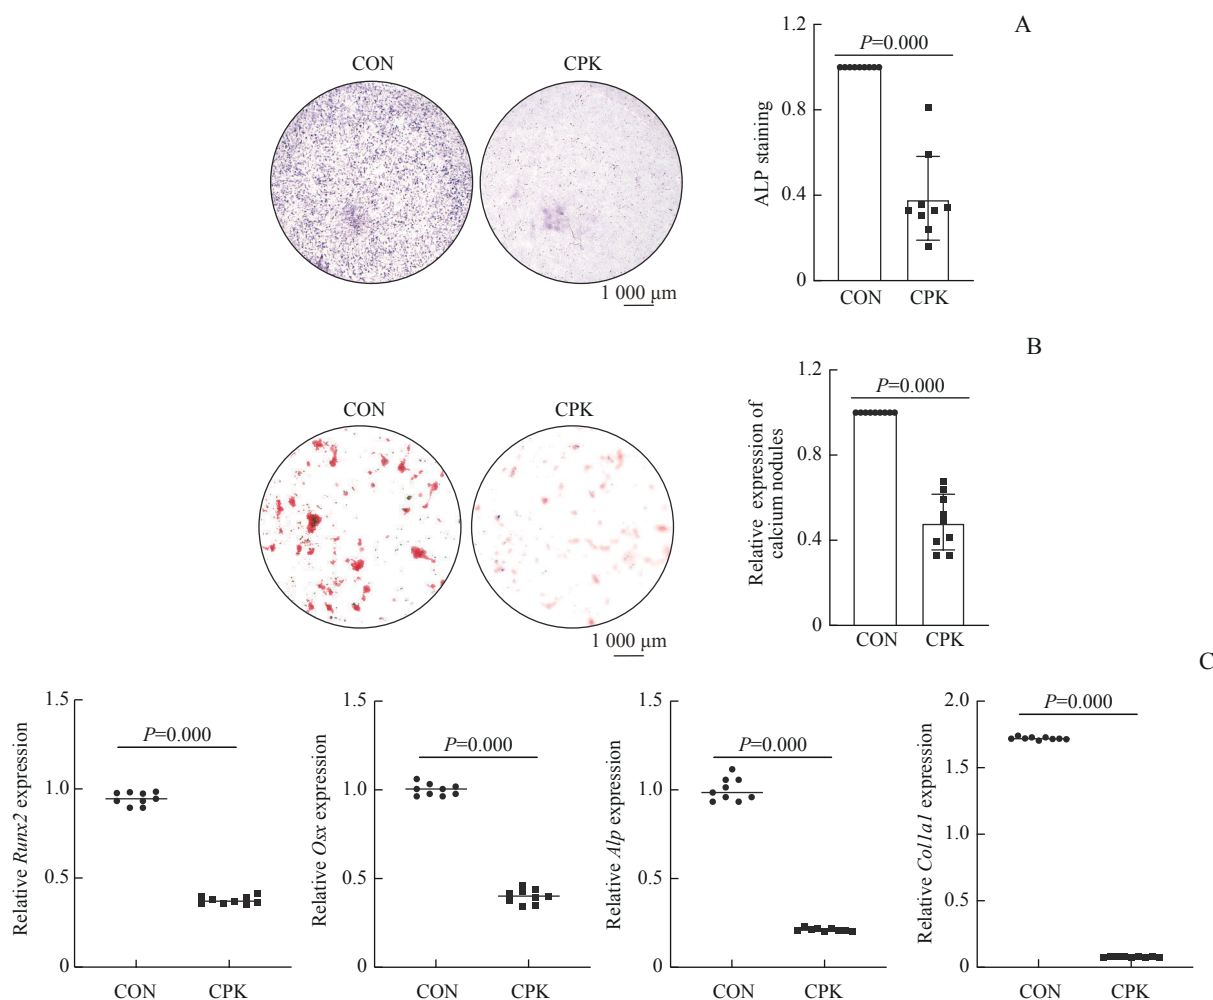 A
CON
CPK
1 000 μm
ALP staining
1.2
0.8
0.4
0
P=0.000
CON
CPK
B
CON
CPK
1 000 μm
Relative expression of
calcium nodules
1.2
0.8
0.4
0
P=0.000
CON
CPK
C
Relative Runx2 expression
1.5
1.0
0.5
0
P=0.000
CON
CPK
Relative Osx expression
1.5
1.0
0.5
0
P=0.000
CON
CPK
Relative Alp expression
1.5
1.0
0.5
0
P=0.000
CON
CPK
Relative Col1a1 expression
2.0
1.5
1.0
0.5
0
P=0.000
CON
CPK